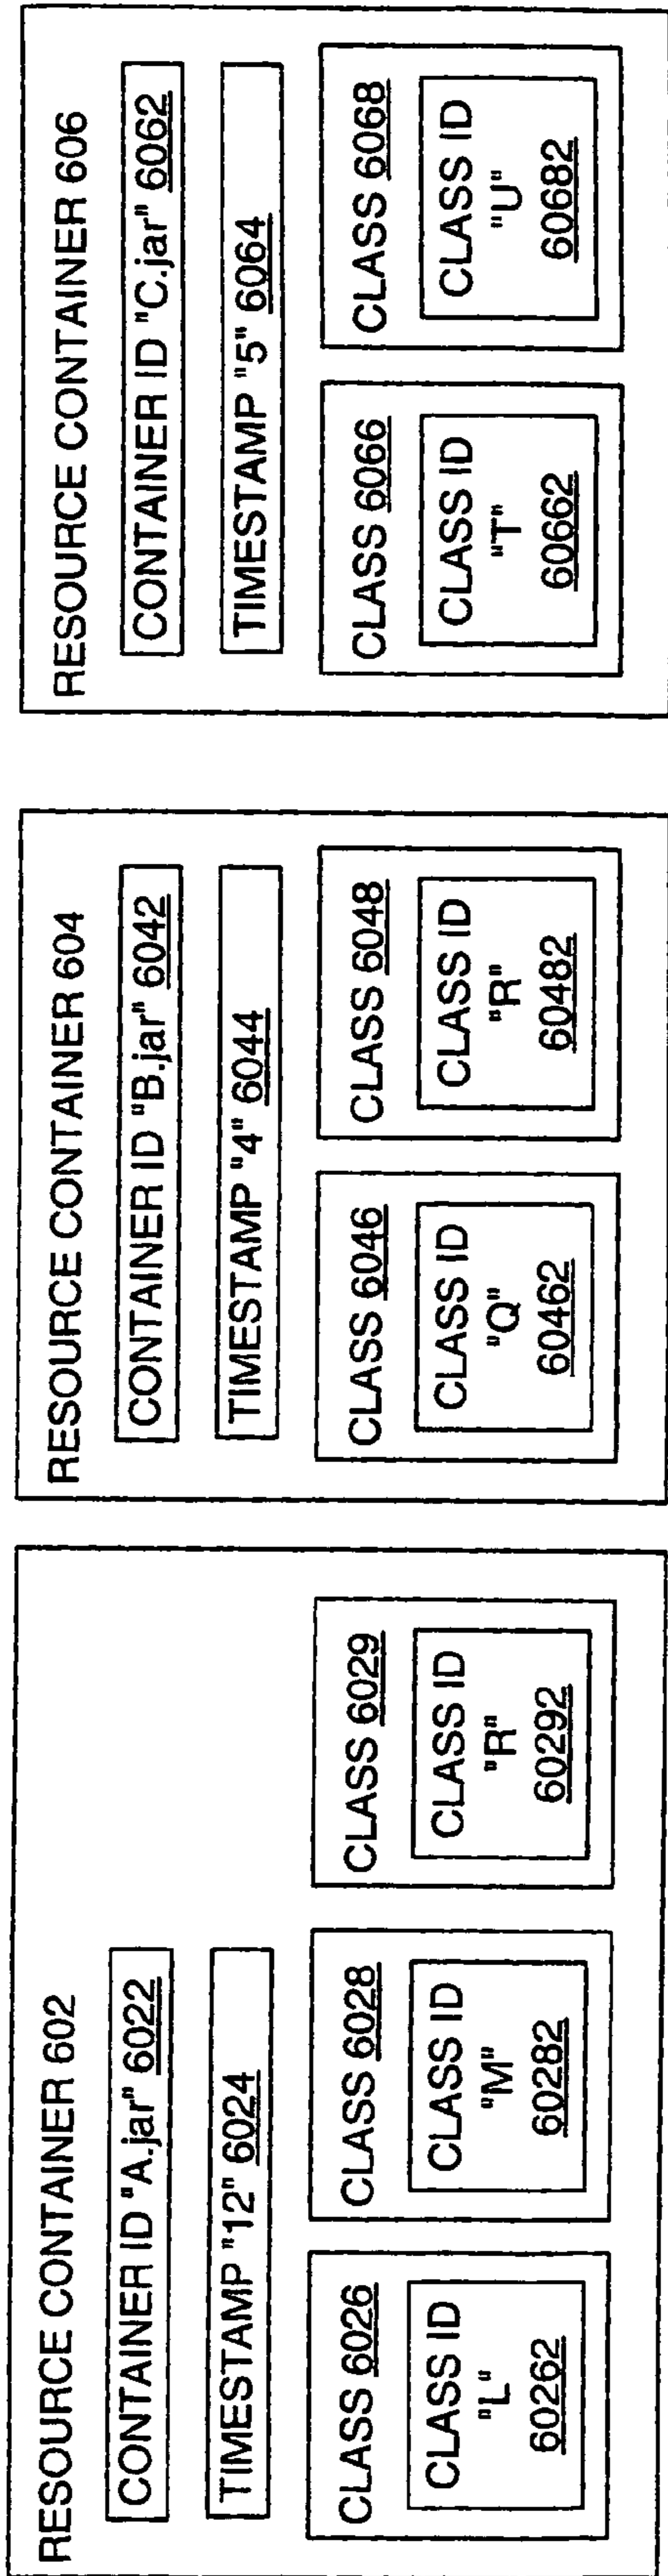 RESOURCE CONTAINER 602
CONTAINER ID "A.jar" 6022
TIMESTAMP "12" 6024
CLASS 6026
CLASS ID
"L"
60262
CLASS 6028
CLASS ID
"M"
60282
CLASS 6029
CLASS ID
"R"
60292
RESOURCE CONTAINER 604
CONTAINER ID "B.jar" 6042
TIMESTAMP "4" 6044
CLASS 6046
CLASS ID
"Q"
60462
CLASS 6048
CLASS ID
"R"
60482
RESOURCE CONTAINER 606
CONTAINER ID "C.jar" 6062
TIMESTAMP "5" 6064
CLASS 6066
CLASS ID
"T"
60662
CLASS 6068
CLASS ID
"U"
60682